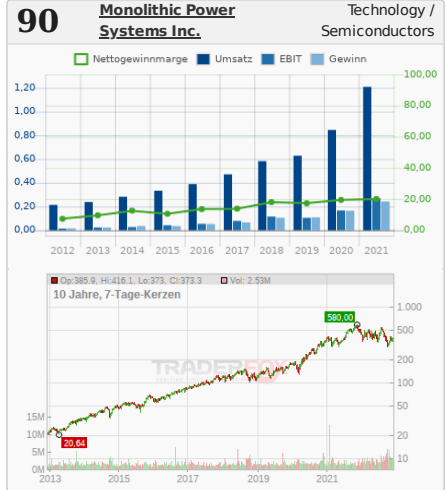 90
Monolithic Power
Systems Inc.
Technology /
Semiconductors
Nettogewinnmarge Umsatz EBIT Gewinn
1,20
1,00
0,80
0,60
0,40
0,20
0,00
100,00
80,00
60,00
40,00
20,00
0,00
2012 2013 2014 2015 2016 2017 2018 2019 2020 2021
Op:385.9, Hi:416.1, Lo:373, Cl:373.3 Vol: 2.53M
10 Jahre, 7-Tage-Kerzen
580,00
TRADERFOX
20,64
1.000
500
200
100
50
20
10
15M
10M
5M
0M
2013 2015 2017 2019 2021